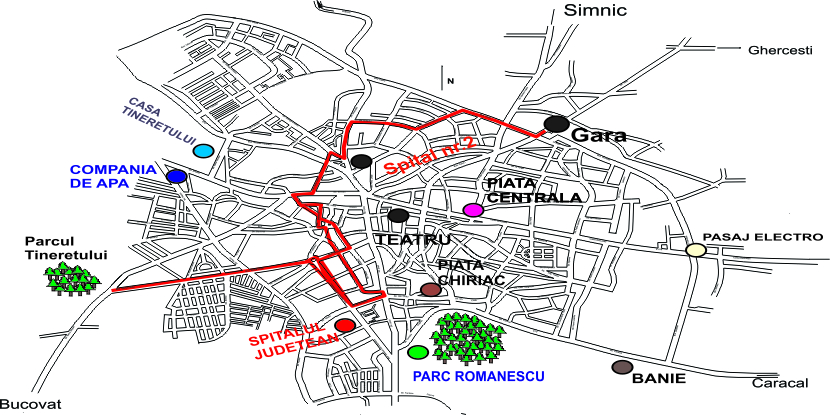 Simnic
Ghercesti
N
CASA
TINERETULUI
Gara
Spital nr.2
COMPANIA
DE APA
PIATA
CENTRALA
TEATRU
PASAJ ELECTRO
Parcul
Tineretului
PIATA
CHIRIAC
SPITALUL
JUDETEAN
PARC ROMANESCU
BANIE
Caracal
Bucovat